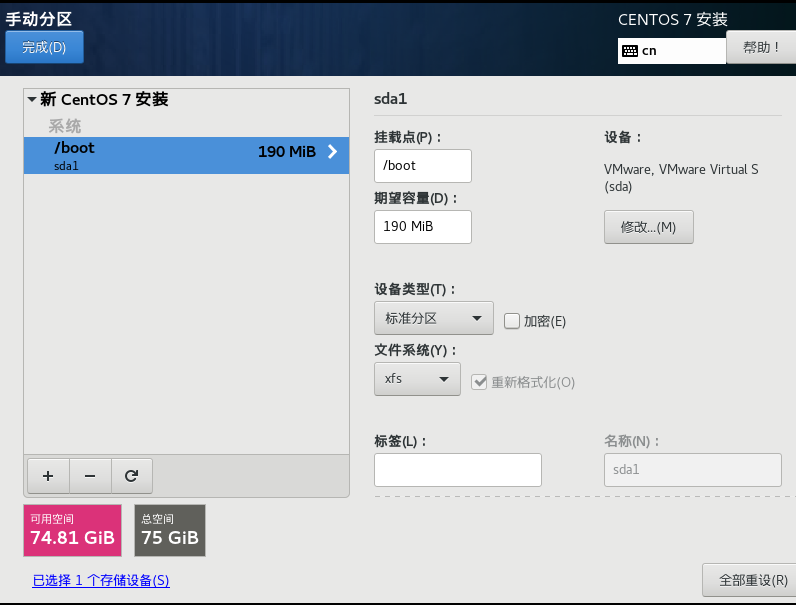 手动分区
CENTOS 7 安装
完成(D)
cn
帮助！
新 CentOS 7 安装
系统
/boot
190 MiB
sda1
sda1
挂载点(P)：
/boot
期望容量(D)：
190 MiB
设备：
VMware, VMware Virtual S
(sda)
修改...(M)
设备类型(T)：
标准分区
加密(E)
文件系统(Y)：
xfs
重新格式化(O)
标签(L)：
名称(N)：
sda1
可用空间
74.81 GiB
总空间
75 GiB
已选择 1 个存储设备(S)
全部重设(R)